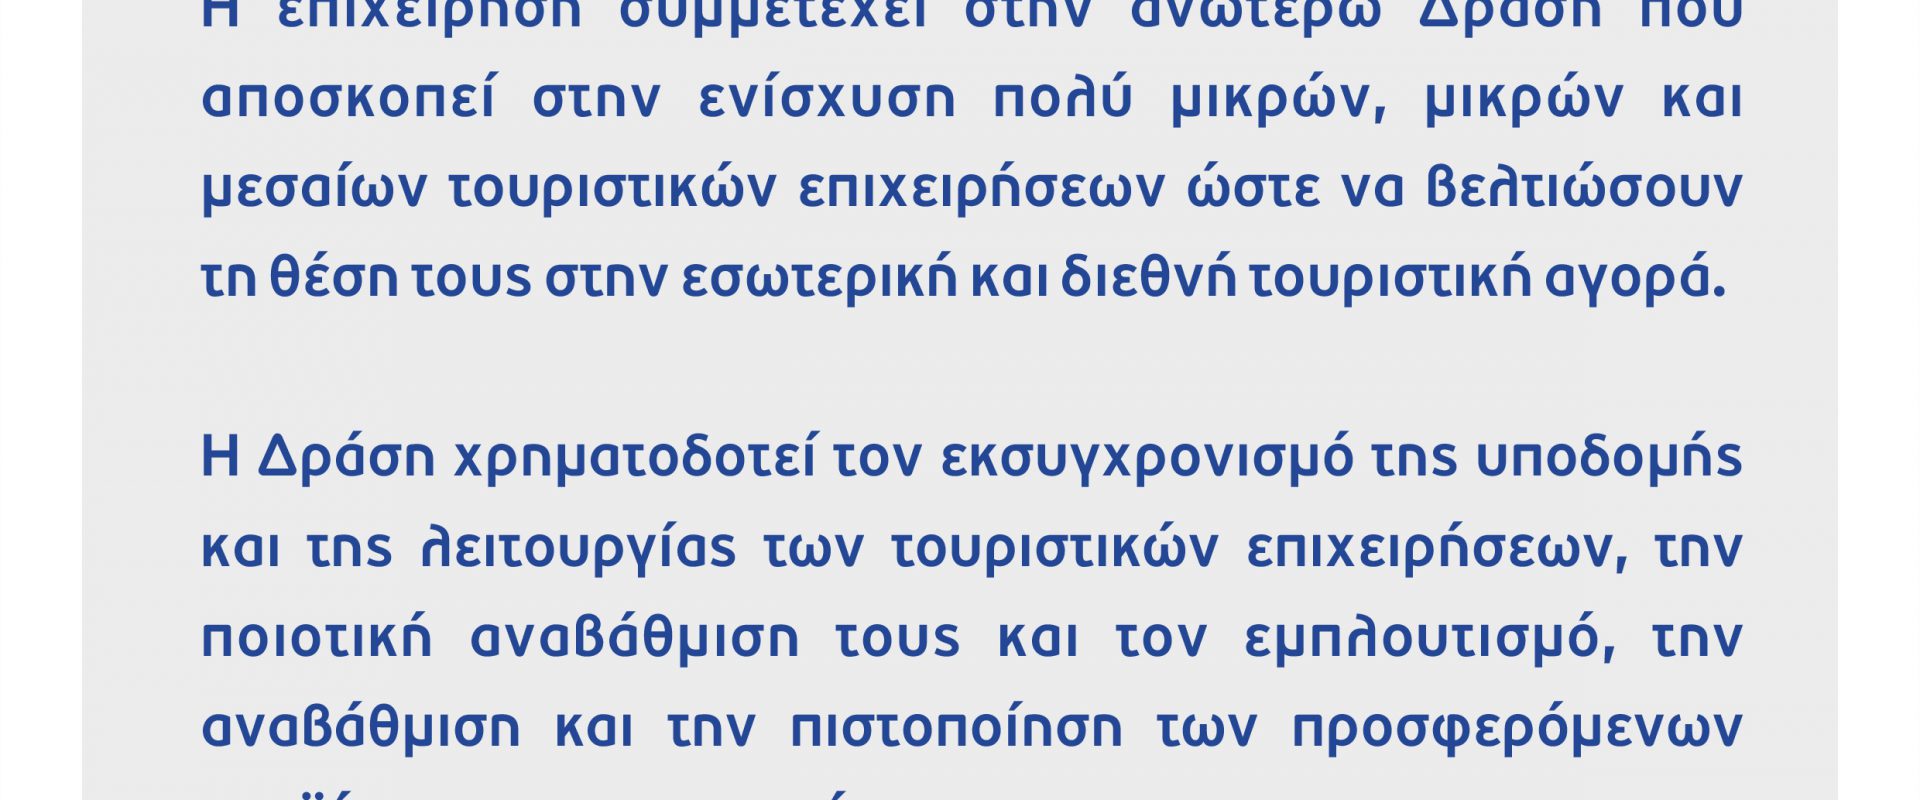 Η επιχείρηση συμμετέχει στην ανωτέρω Δράση που
αποσκοπεί στην ενίσχυση πολύ μικρών, μικρών και
μεσαίων τουριστικών επιχειρήσεων ώστε να βελτιώσουν
τη θέση τους στην εσωτερική και διεθνή τουριστική αγορά.
Η Δράση χρηματοδοτεί τον εκσυγχρονισμό της υποδομής
και της λειτουργίας των τουριστικών επιχειρήσεων, την
ποιοτική αναβάθμιση τους και τον εμπλουτισμό, την
αναβάθμιση και την πιστοποίηση των προσφερόμενων